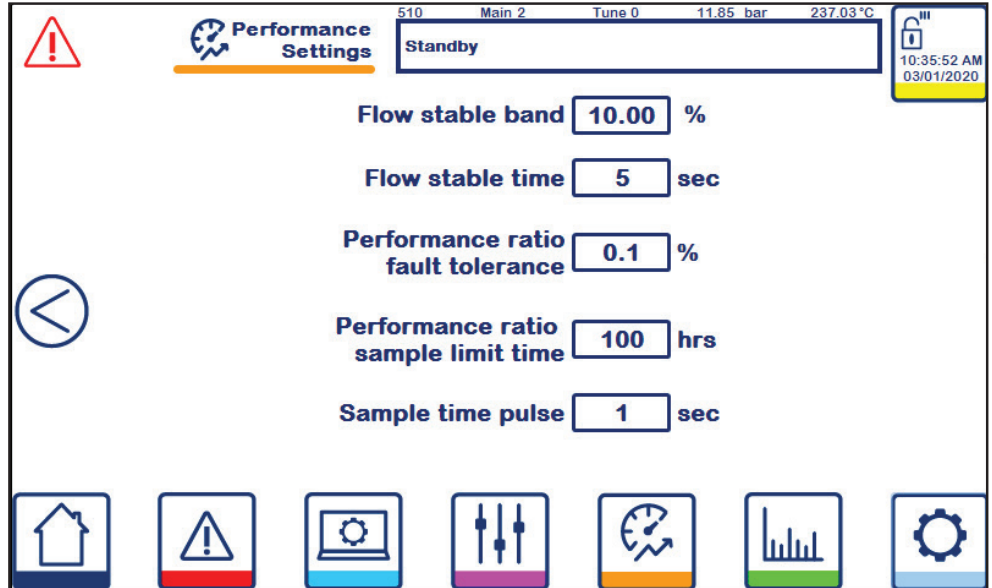 510 Main 2 Tune 0 11.85 bar 237.03°C
Performance
Settings
Standby
10:35:52 AM
03/01/2020
Flow stable band 10.00 %
Flow stable time 5 sec
Performance ratio
fault tolerance 0.1 %
Performance ratio
sample limit time 100 hrs
Sample time pulse 1 sec